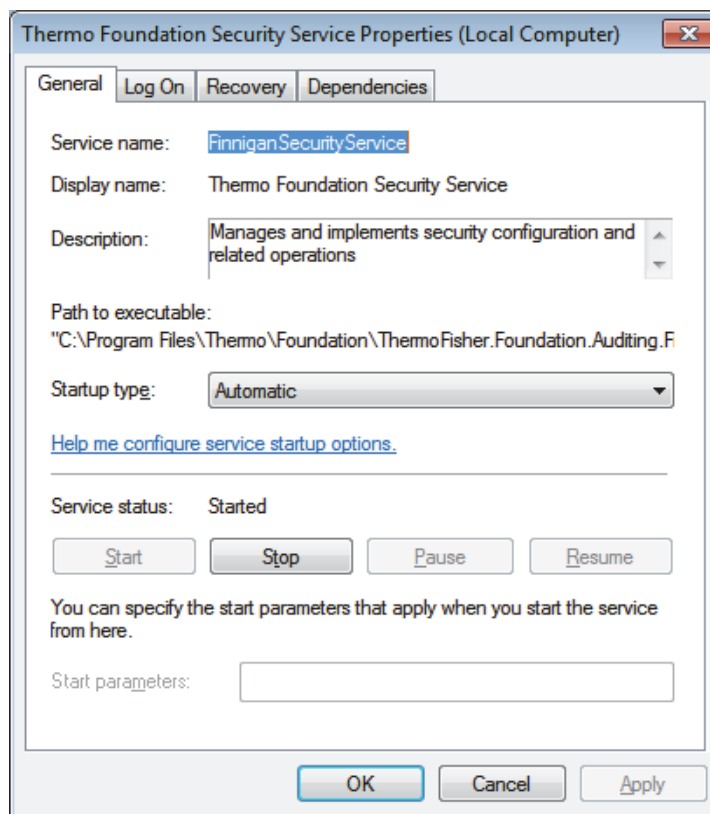 Thermo Foundation Security Service Properties (Local Computer)
General Log On Recovery Dependencies
Service name: FinniganSecurityService
Display name: Thermo Foundation Security Service
Description: Manages and implements security configuration and
related operations
Path to executable:
"C:\Program Files\Thermo\Foundation\ThermoFisher.Foundation.Auditing.Fi
Startup type: Automatic
Help me configure service startup options.
Service status: Started
Start Stop Pause Resume
You can specify the start parameters that apply when you start the service
from here.
Start parameters:
OK Cancel Apply